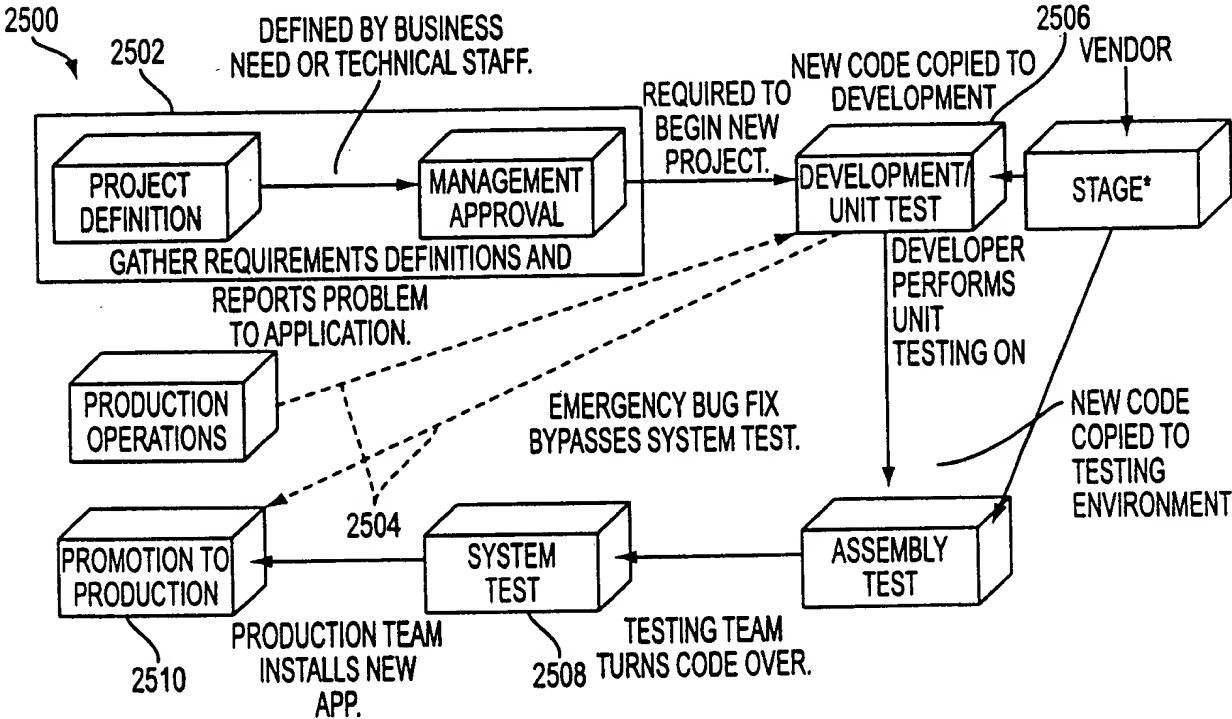 2500
2502
DEFINED BY BUSINESS
NEED OR TECHNICAL STAFF.
2506
VENDOR
NEW CODE COPIED TO
DEVELOPMENT
REQUIRED TO
BEGIN NEW
PROJECT.
PROJECT
DEFINITION
MANAGEMENT
APPROVAL
DEVELOPMENT/
UNIT TEST
STAGE*
GATHER REQUIREMENTS DEFINITIONS AND
REPORTS PROBLEM
TO APPLICATION.
DEVELOPER
PERFORMS
UNIT
TESTING ON
PRODUCTION
OPERATIONS
EMERGENCY BUG FIX
BYPASSES SYSTEM TEST.
NEW CODE
COPIED TO
TESTING
ENVIRONMENT
2504
PROMOTION TO
PRODUCTION
SYSTEM
TEST
ASSEMBLY
TEST
2510
PRODUCTION TEAM
INSTALLS NEW
APP.
2508
TESTING TEAM
TURNS CODE OVER.